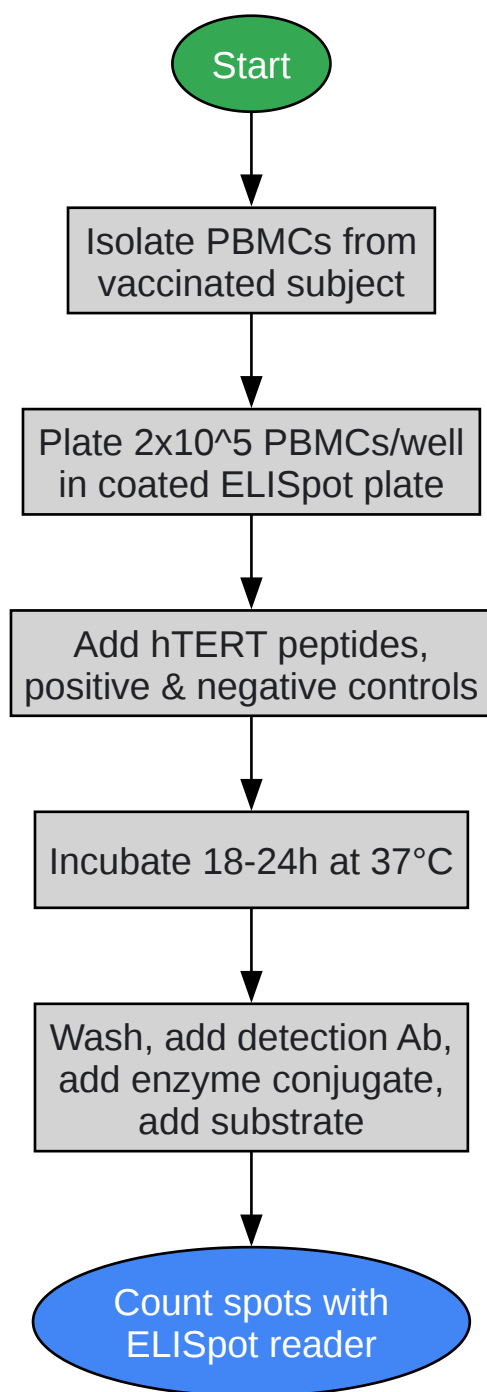 Start
Isolate PBMCs from
vaccinated subject
Plate 2x10^5 PBMCs/well
in coated ELISpot plate
Add hTERT peptides,
positive & negative controls
Incubate 18-24h at 37°C
Wash, add detection Ab,
add enzyme conjugate,
add substrate
Count spots with
ELISpot reader